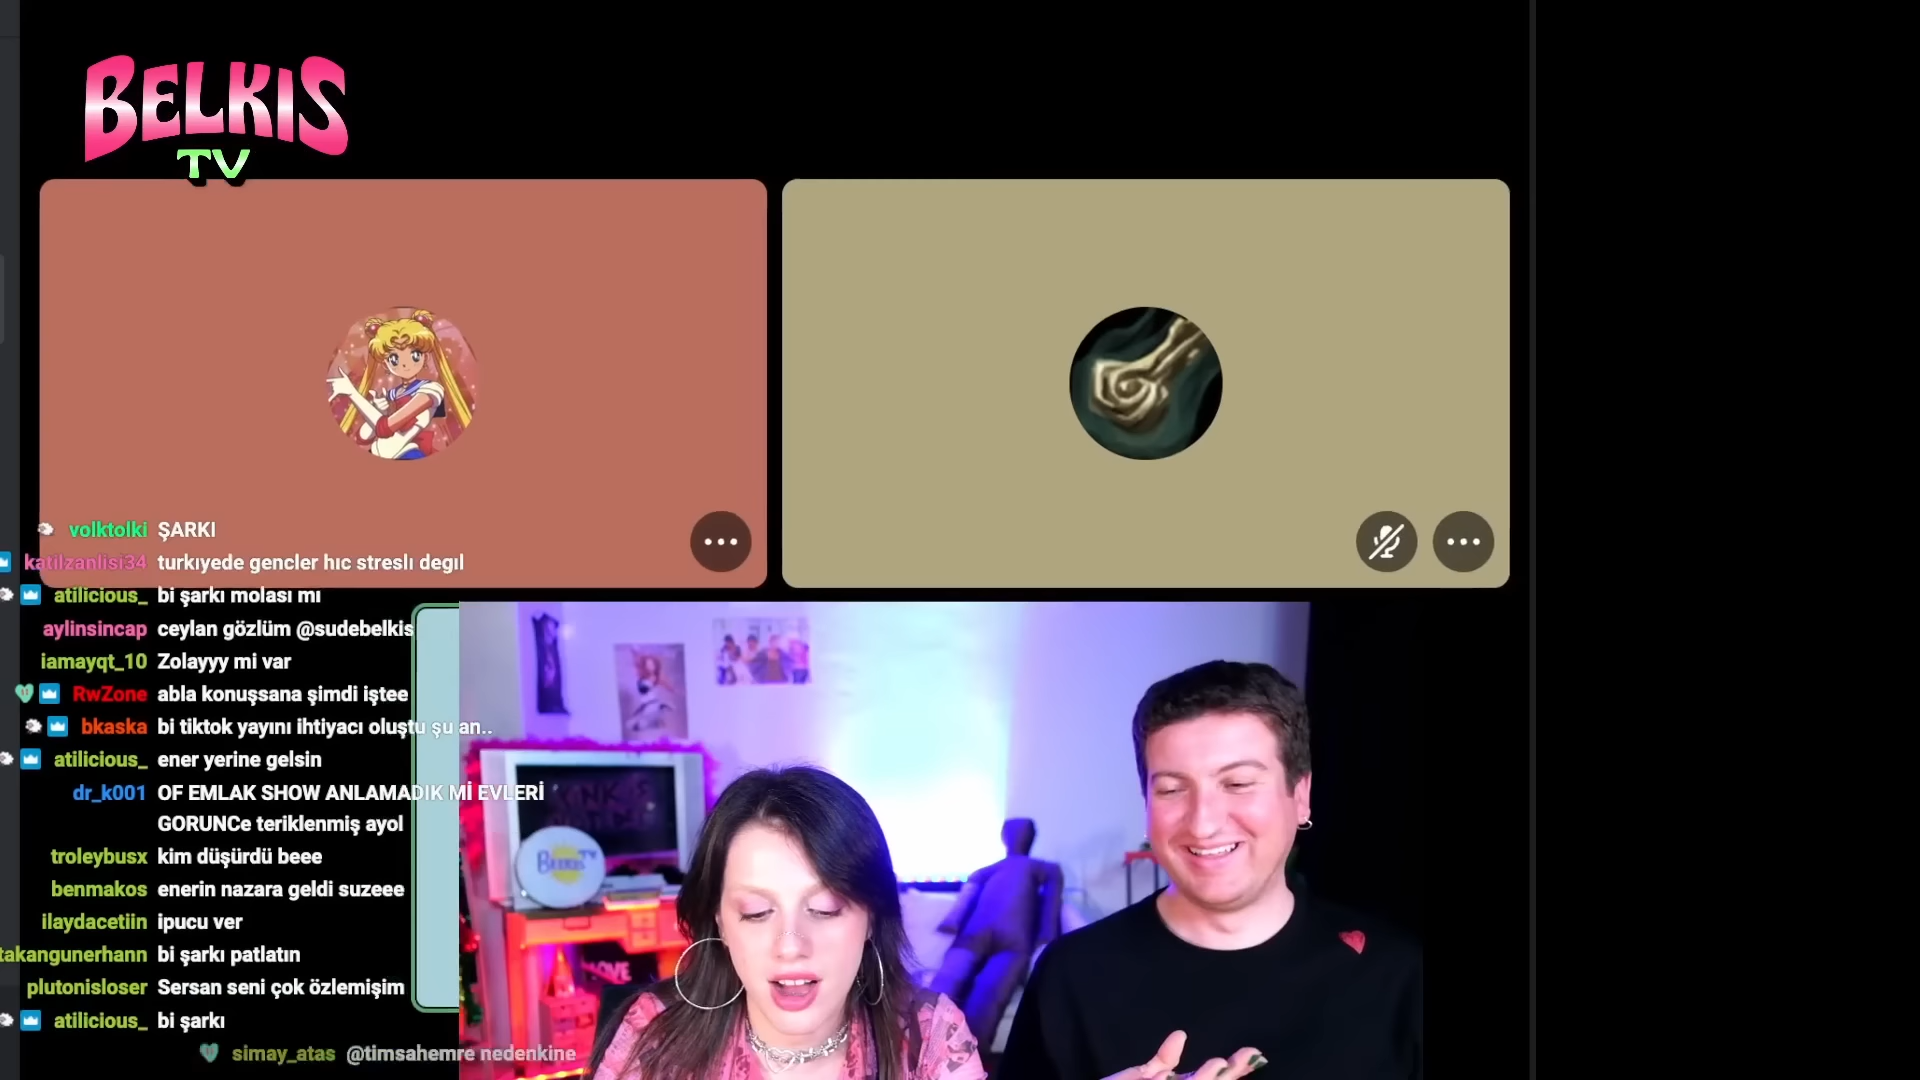 BELKIS
TV
volktolki ŞARKI
katilzanlisi34 turkıyede gencler hıc streslı degıl
atilicious_ bi şarkı molası mı
aylinsincap ceylan gözlüm @sudebelkis
iamayqt_10 Zolayyy mi var
RwZone abla konuşsana şimdi iştee
bkaska bi tiktok yayını ihtiyacı oluştu şu an..
atilicious_ ener yerine gelsin
dr_k001 OF EMLAK SHOW ANLAMADIK Mİ EVLERİ
GORUNCe teriklenmiş ayol
troleybusx kim düşürdü beee
benmakos enerin nazara geldi suzeee
ilaydacetiin ipucu ver
takangunerhann bi şarkı patlatın
plutonisloser Sersan seni çok özlemişim
atilicious_ bi şarkı
simay_atas @timsahemre nedenkine
BELKIS TV
MOVE